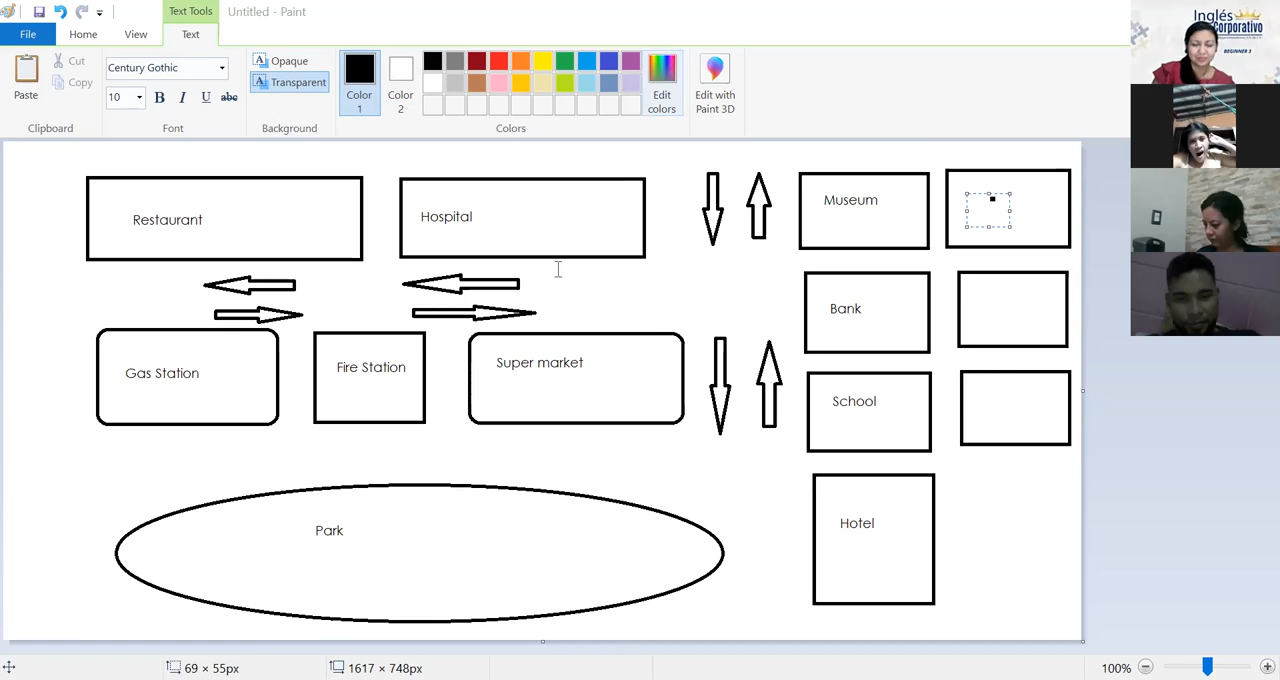 Text Tools
Untitled - Paint
File
Home
View
Text
Paste
Cut
Copy
Clipboard
Century Gothic
10
B I U abc
Font
Opaque
Transparent
Background
Color 1
Color 2
Edit colors
Colors
Edit with Paint 3D
Restaurant
Hospital
Museum
Gas Station
Fire Station
Super market
Bank
School
Park
Hotel
69 × 55px
1617 × 748px
100%
Inglés
Corporativo
BEGINNER 3